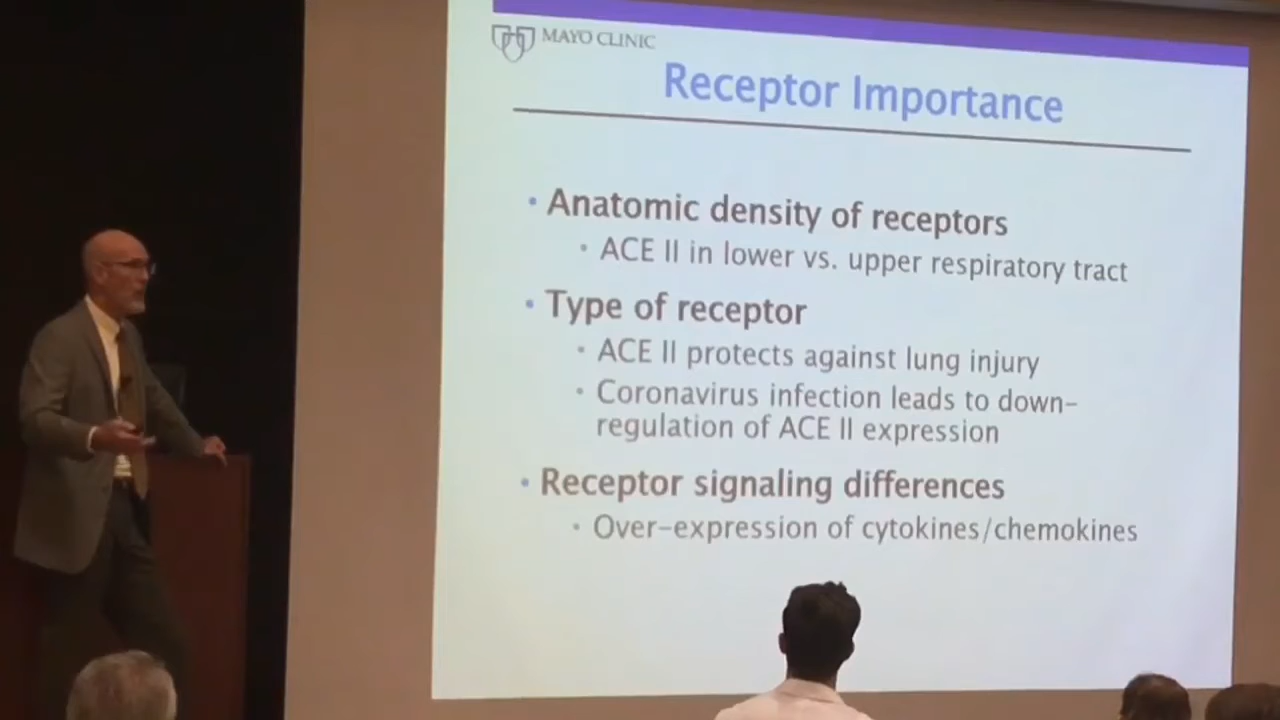 MAYO CLINIC
Receptor Importance
• Anatomic density of receptors
• ACE II in lower vs. upper respiratory tract
• Type of receptor
• ACE II protects against lung injury
• Coronavirus infection leads to down-
regulation of ACE II expression
• Receptor signaling differences
• Over-expression of cytokines/chemokines